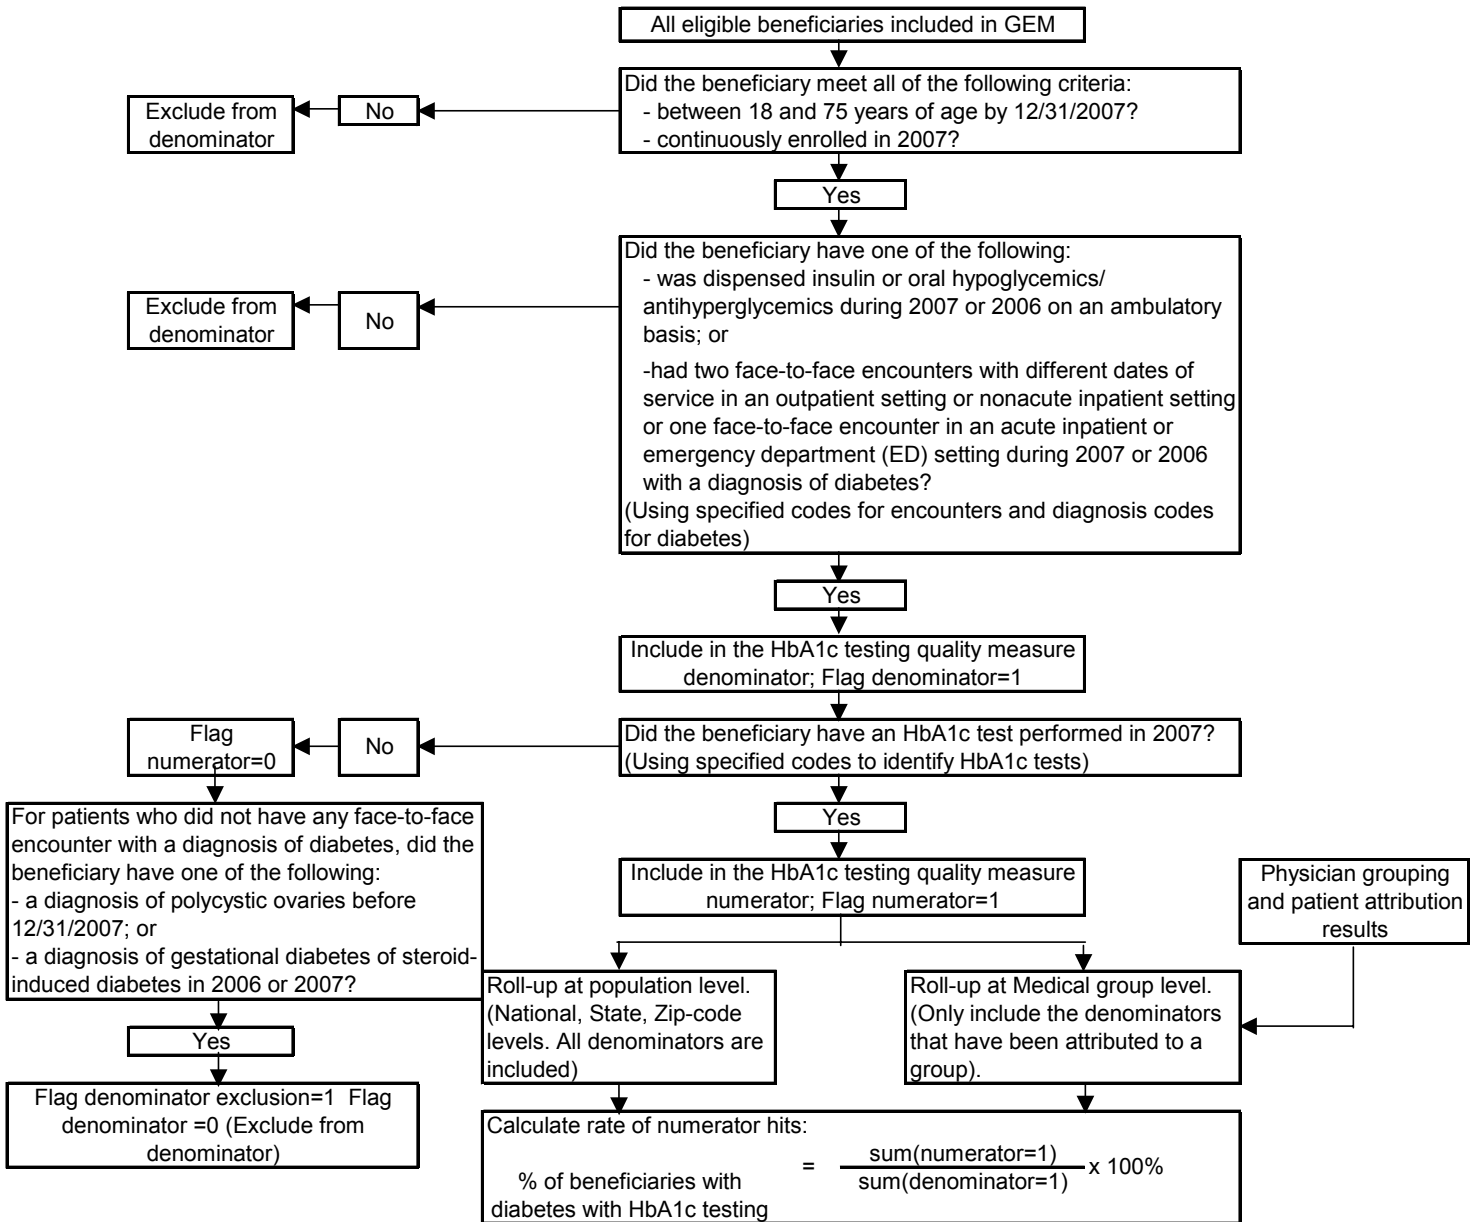 All eligible beneficiaries included in GEM
Did the beneficiary meet all of the following criteria:
- between 18 and 75 years of age by 12/31/2007?
- continuously enrolled in 2007?
No
Exclude from
denominator
Yes
Did the beneficiary have one of the following:
- was dispensed insulin or oral hypoglycemics/
antihyperglycemics during 2007 or 2006 on an ambulatory
basis; or
-had two face-to-face encounters with different dates of
service in an outpatient setting or nonacute inpatient setting
or one face-to-face encounter in an acute inpatient or
emergency department (ED) setting during 2007 or 2006
with a diagnosis of diabetes?
(Using specified codes for encounters and diagnosis codes
for diabetes)
No
Exclude from
denominator
Yes
Include in the HbA1c testing quality measure
denominator; Flag denominator=1
Did the beneficiary have an HbA1c test performed in 2007?
(Using specified codes to identify HbA1c tests)
No
Flag
numerator=0
For patients who did not have any face-to-face
encounter with a diagnosis of diabetes, did the
beneficiary have one of the following:
- a diagnosis of polycystic ovaries before
12/31/2007; or
- a diagnosis of gestational diabetes of steroid-
induced diabetes in 2006 or 2007?
Yes
Flag denominator exclusion=1 Flag
denominator =0 (Exclude from
denominator)
Yes
Include in the HbA1c testing quality measure
numerator; Flag numerator=1
Physician grouping
and patient attribution
results
Roll-up at population level.
(National, State, Zip-code
levels. All denominators are
included)
Roll-up at Medical group level.
(Only include the denominators
that have been attributed to a
group).
Calculate rate of numerator hits:
% of beneficiaries with
diabetes with HbA1c testing
=
sum(numerator=1)
sum(denominator=1)
x 100%